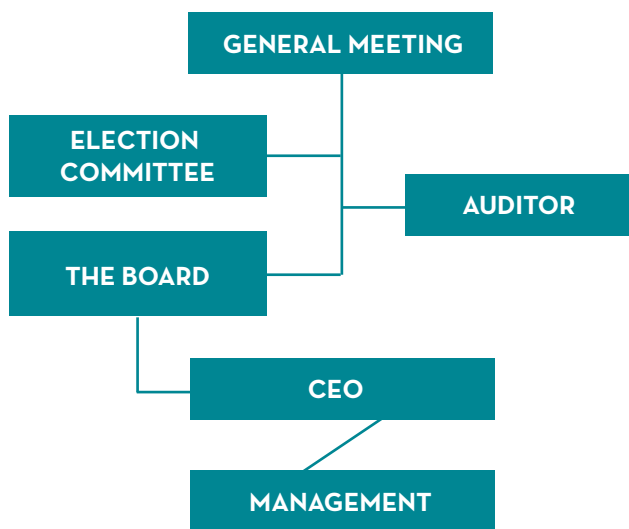 GENERAL MEETING
ELECTION
COMMITTEE
AUDITOR
THE BOARD
CEO
MANAGEMENT